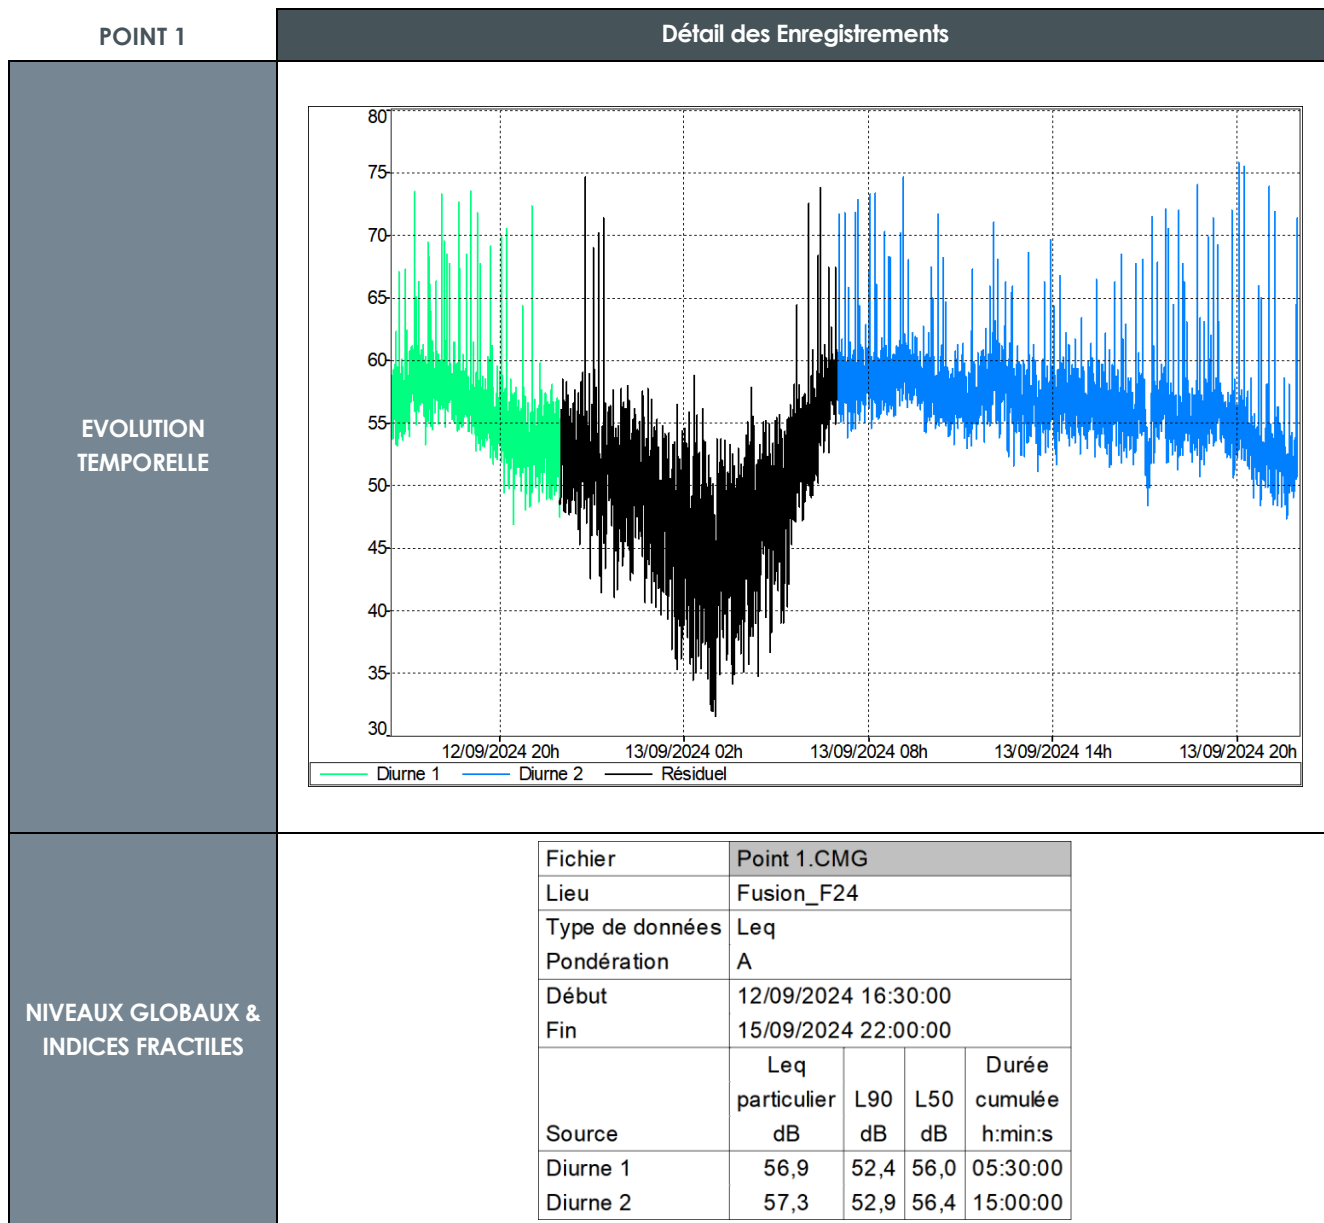 POINT 1
Détail des Enregistrements
EVOLUTION
TEMPORELLE
80
75
70
65
60
55
50
45
40
35
30
12/09/2024 20h 13/09/2024 02h 13/09/2024 08h 13/09/2024 14h 13/09/2024 20h
Diurne 1 Diurne 2 Résiduel
NIVEAUX GLOBAUX &
INDICES FRACTILES
Fichier Point 1.CMG
Lieu Fusion_F24
Type de données Leq
Pondération A
Début 12/09/2024 16:30:00
Fin 15/09/2024 22:00:00
Leq Durée
particulier L90 L50 cumulée
Source dB dB dB h:min:s
Diurne 1 56,9 52,4 56,0 05:30:00
Diurne 2 57,3 52,9 56,4 15:00:00